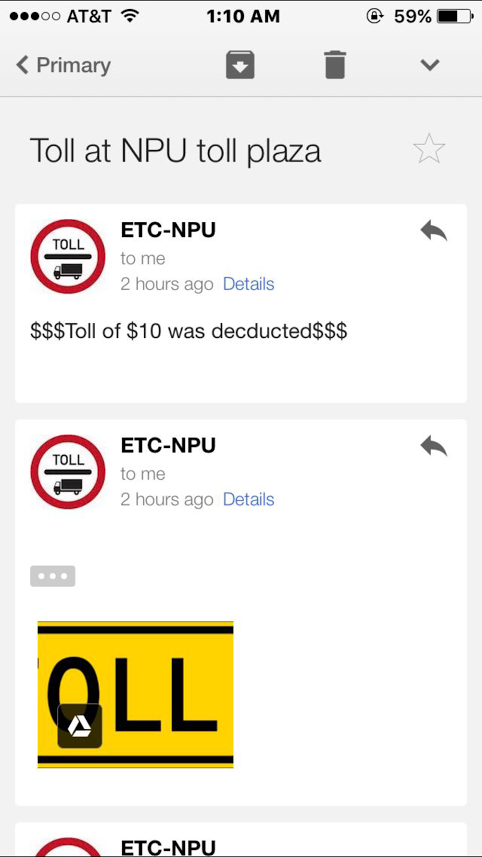 AT&T 1:10 AM 59%
Primary
Toll at NPU toll plaza
TOLL
ETC-NPU
to me
2 hours ago Details
$$$Toll of $10 was decducted$$$
TOLL
ETC-NPU
to me
2 hours ago Details
OLL
ETC-NPU